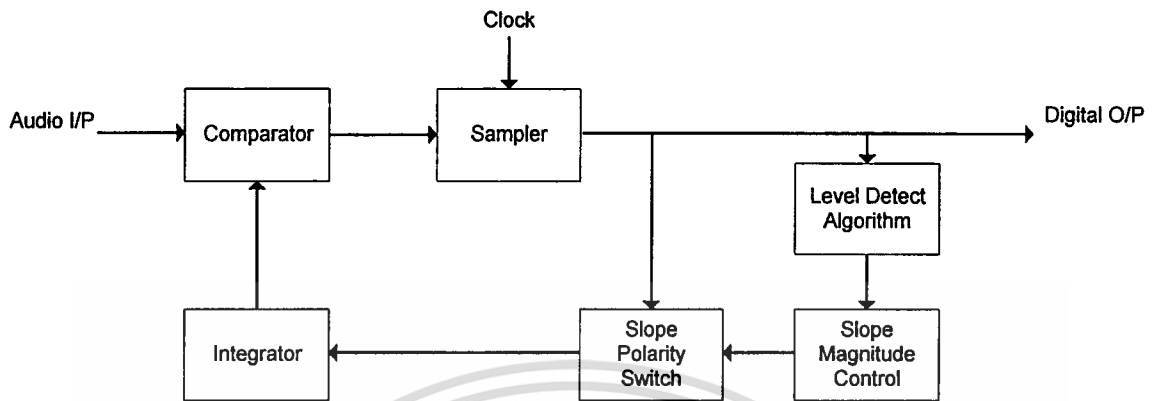 Clock
Audio I/P
Comparator
Sampler
Digital O/P
Level Detect
Algorithm
Integrator
Slope
Polarity
Switch
Slope
Magnitude
Control